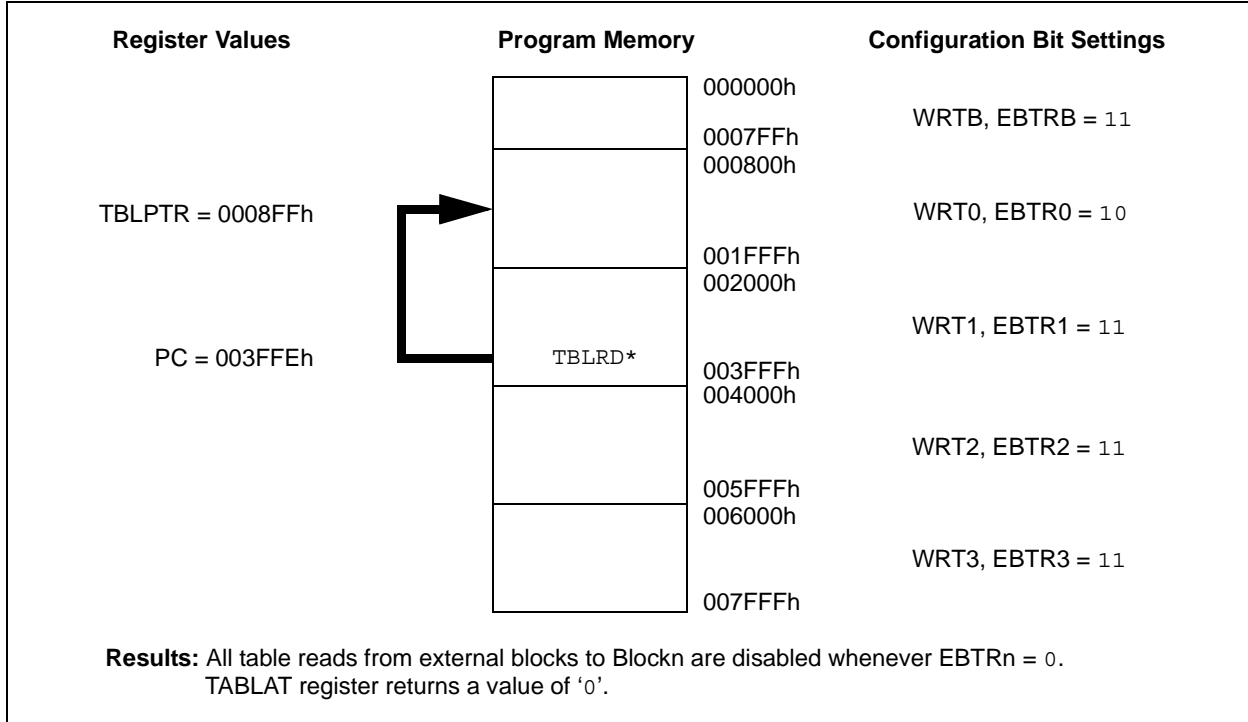 Register Values Program Memory Configuration Bit Settings
000000h
WRTB, EBTRB = 11
0007FFh
000800h
TBLPTR = 0008FFh
WRT0, EBTR0 = 10
001FFFh
002000h
WRT1, EBTR1 = 11
PC = 003FFEh
TBLRD*
003FFFh
004000h
WRT2, EBTR2 = 11
005FFFh
006000h
WRT3, EBTR3 = 11
007FFFh
Results: All table reads from external blocks to Blockn are disabled whenever EBTRn = 0.
TABLAT register returns a value of ‘0’.